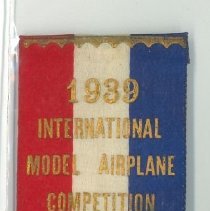 1939
INTERNATIONAL
MODEL AIRPLANE
COMPETITION